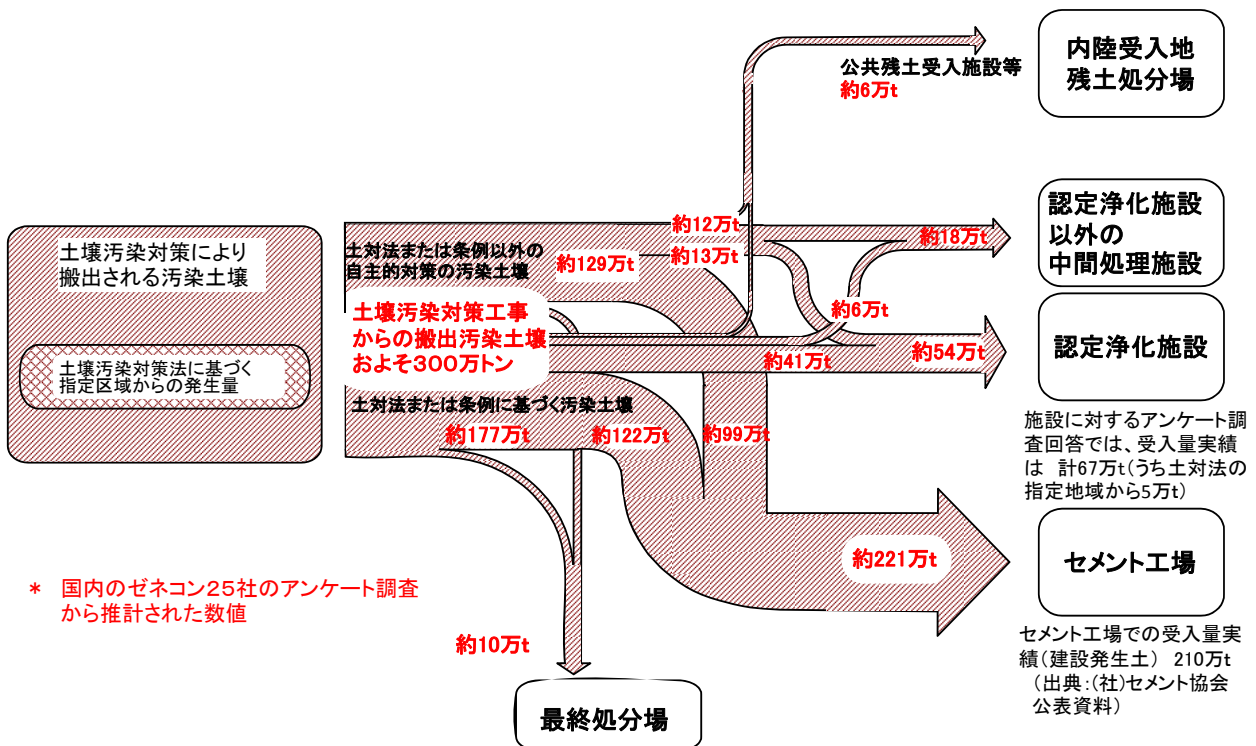 土壌汚染対策により
搬出される汚染土壌
土壌汚染対策法に基づく
指定区域からの発生量
土対法または条例以外の
自主的対策の汚染土壌
約129万t
約12万t
約13万t
土壌汚染対策工事
からの搬出汚染土壌
およそ300万トン
土対法または条例に基づく汚染土壌
約177万t
約122万t
約99万t
約41万t
約6万t
約18万t
約54万t
約221万t
約10万t
公共残土受入施設等
約6万t
内陸受入地
残土処分場
認定浄化施設
以外の
中間処理施設
認定浄化施設
施設に対するアンケート調
査回答では、受入量実績
は 計67万t(うち土対法の
指定地域から5万t)
セメント工場
セメント工場での受入量実
績(建設発生土) 210万t
(出典:(社)セメント協会
公表資料)
最終処分場
* 国内のゼネコン25社のアンケート調査
から推計された数値